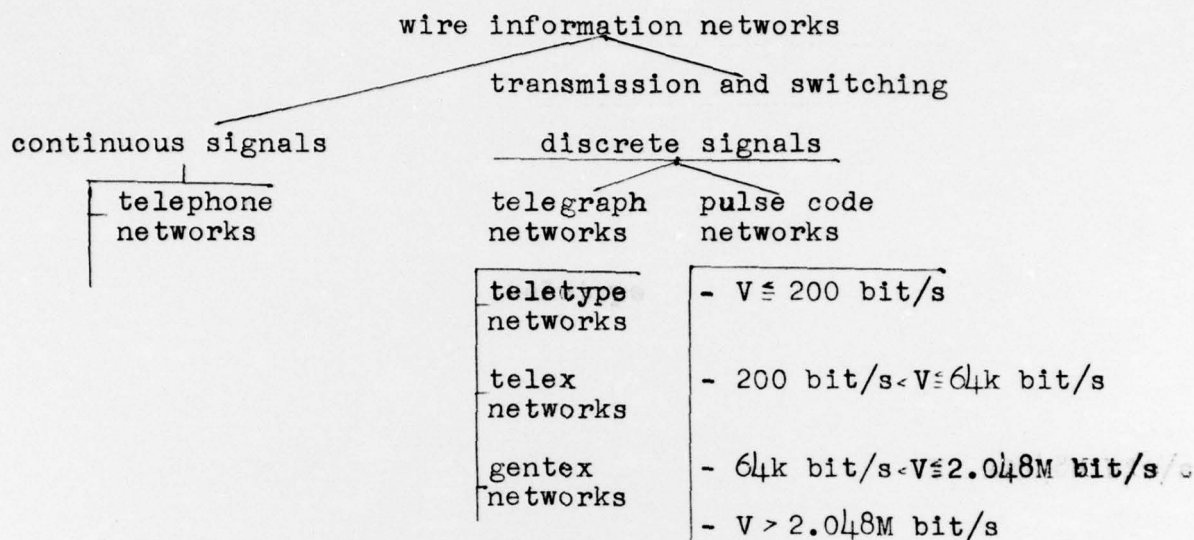 wire information networks
transmission and switching
continuous signals
discrete signals
telephone
networks
telegraph
networks
pulse code
networks
teletype
networks
telex
networks
gentex
networks
- V ≦ 200 bit/s
- 200 bit/s < V ≦ 64k bit/s
- 64k bit/s < V ≦ 2.048M bit/s
- V > 2.048M bit/s